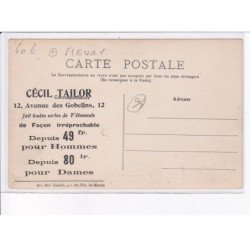 FLEURY
CARTE POSTALE
La Correspondance au recto n'est pas acceptée par tous les pays étrangers
(Se renseigner à la Poste)
CÉCIL TAILOR
12, Avenue des Gobelins, 12
fait toutes sortes de Vêtements
de Façon irréprochable
Depuis 49 fr.
pour Hommes
Depuis 80 fr.
pour Dames
Adresse